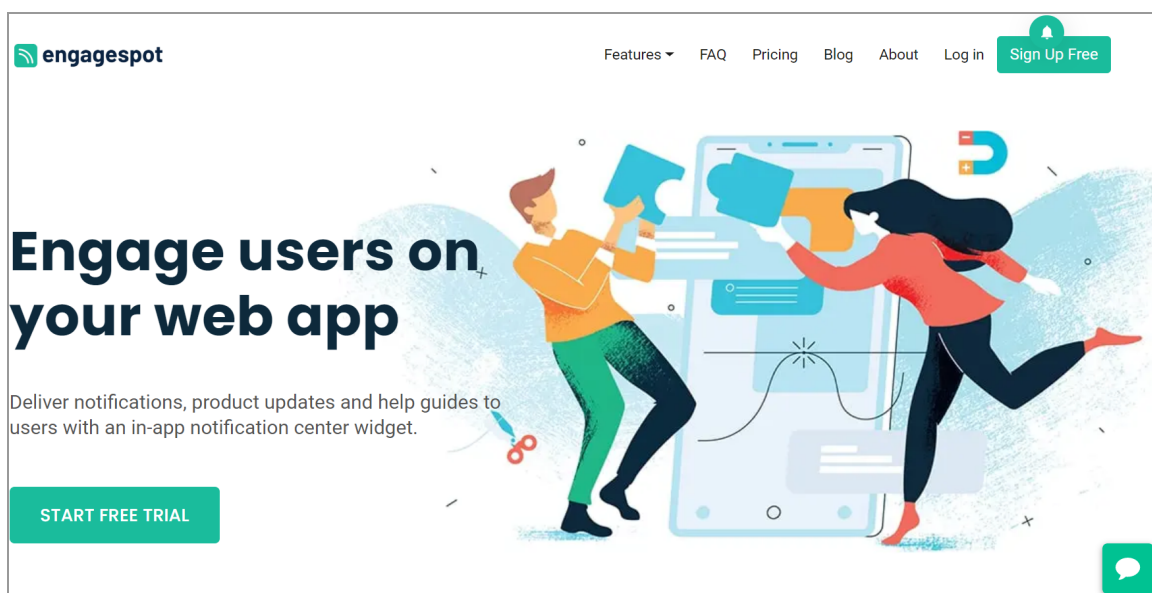 engagespot
Features FAQ Pricing Blog About Log in Sign Up Free
Engage users on
your web app
Deliver notifications, product updates and help guides to
users with an in-app notification center widget.
START FREE TRIAL